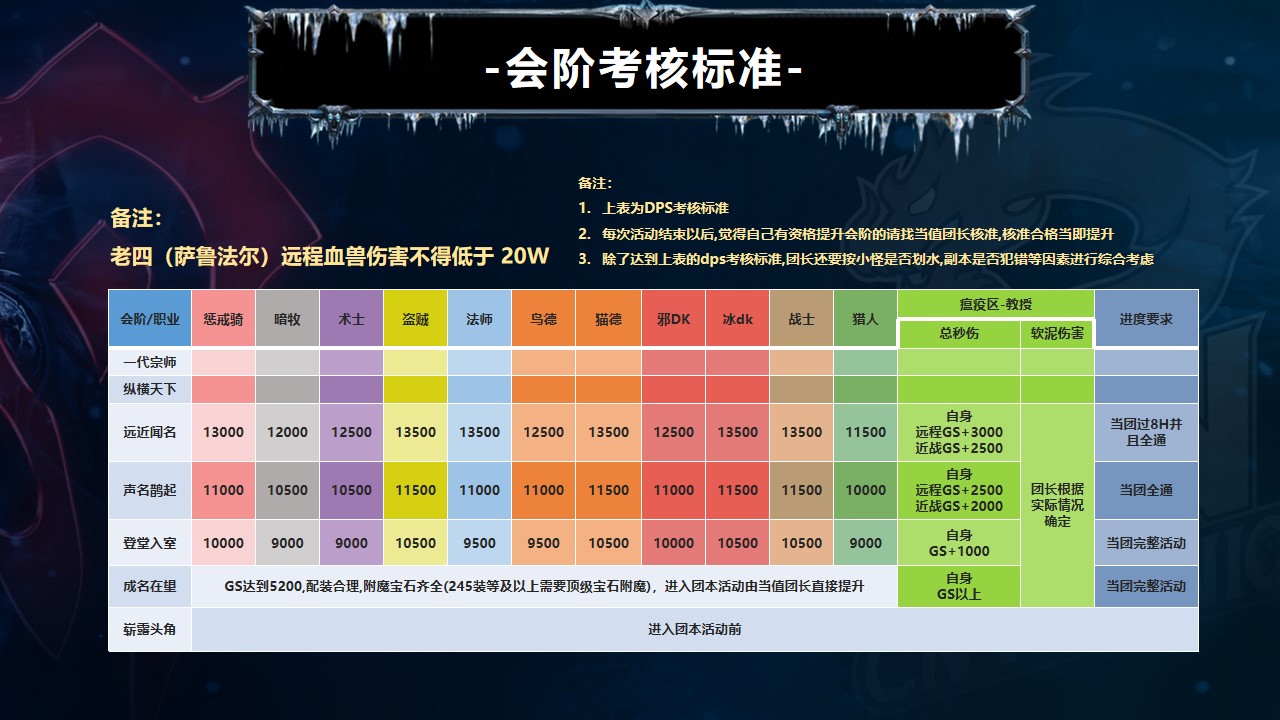 -会阶考核标准-
备注：
老四（萨鲁法尔）远程血兽伤害不得低于 20W
备注：
1. 上表为DPS考核标准
2. 每次活动结束以后,觉得自己有资格提升会阶的请找当值团长核准,核准合格当即提升
3. 除了达到上表的dps考核标准,团长还要按小怪是否划水,副本是否犯错等因素进行综合考虑
会阶/职业 惩戒骑 暗牧 术士 盗贼 法师 鸟德 猫德 邪DK 冰dk 战士 猎人 瘟疫区-教授 进度要求
总秒伤 软泥伤害
一代宗师
纵横天下
远近闻名 13000 12000 12500 13500 13500 12500 13500 12500 13500 13500 11500
自身
远程GS+3000
近战GS+2500
当团过8H并
且全通
声名鹊起 11000 10500 10500 11500 11000 11000 11500 11000 11500 11500 10000
自身
远程GS+2500
近战GS+2000
团长根据
实际情况
确定
当团全通
登堂入室 10000 9000 9000 10500 9500 9500 10500 10000 10500 10500 9000
自身
GS+1000
当团完整活动
成名在望 GS达到5200,配装合理,附魔宝石齐全(245装等及以上需要顶级宝石附魔)，进入团本活动由当值团长直接提升
自身
GS以上
当团完整活动
崭露头角 进入团本活动前